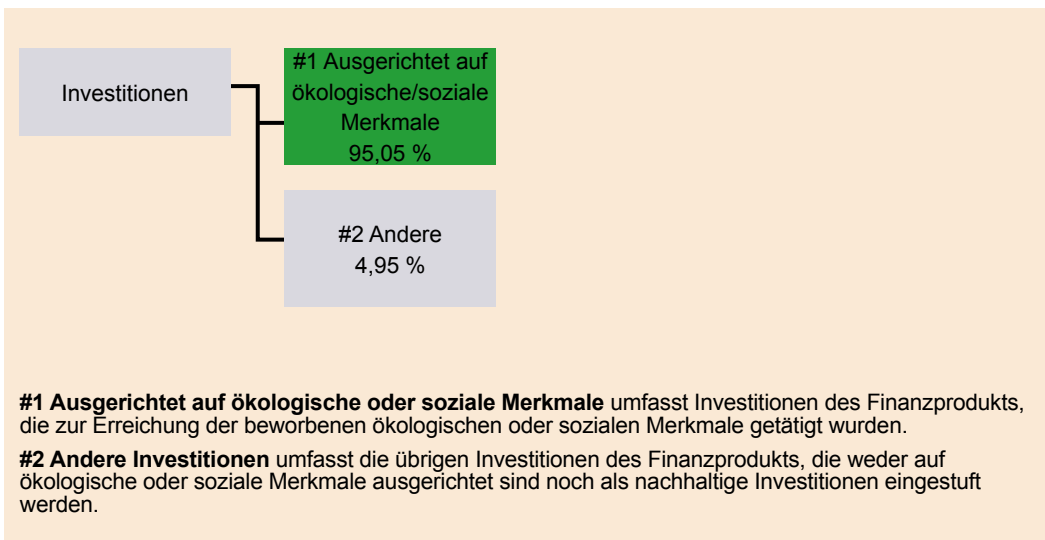 Investitionen
#1 Ausgerichtet auf
ökologische/soziale
Merkmale
95,05 %
#2 Andere
4,95 %
#1 Ausgerichtet auf ökologische oder soziale Merkmale umfasst Investitionen des Finanzprodukts,
die zur Erreichung der beworbenen ökologischen oder sozialen Merkmale getätigt wurden.
#2 Andere Investitionen umfasst die übrigen Investitionen des Finanzprodukts, die weder auf
ökologische oder soziale Merkmale ausgerichtet sind noch als nachhaltige Investitionen eingestuft
werden.